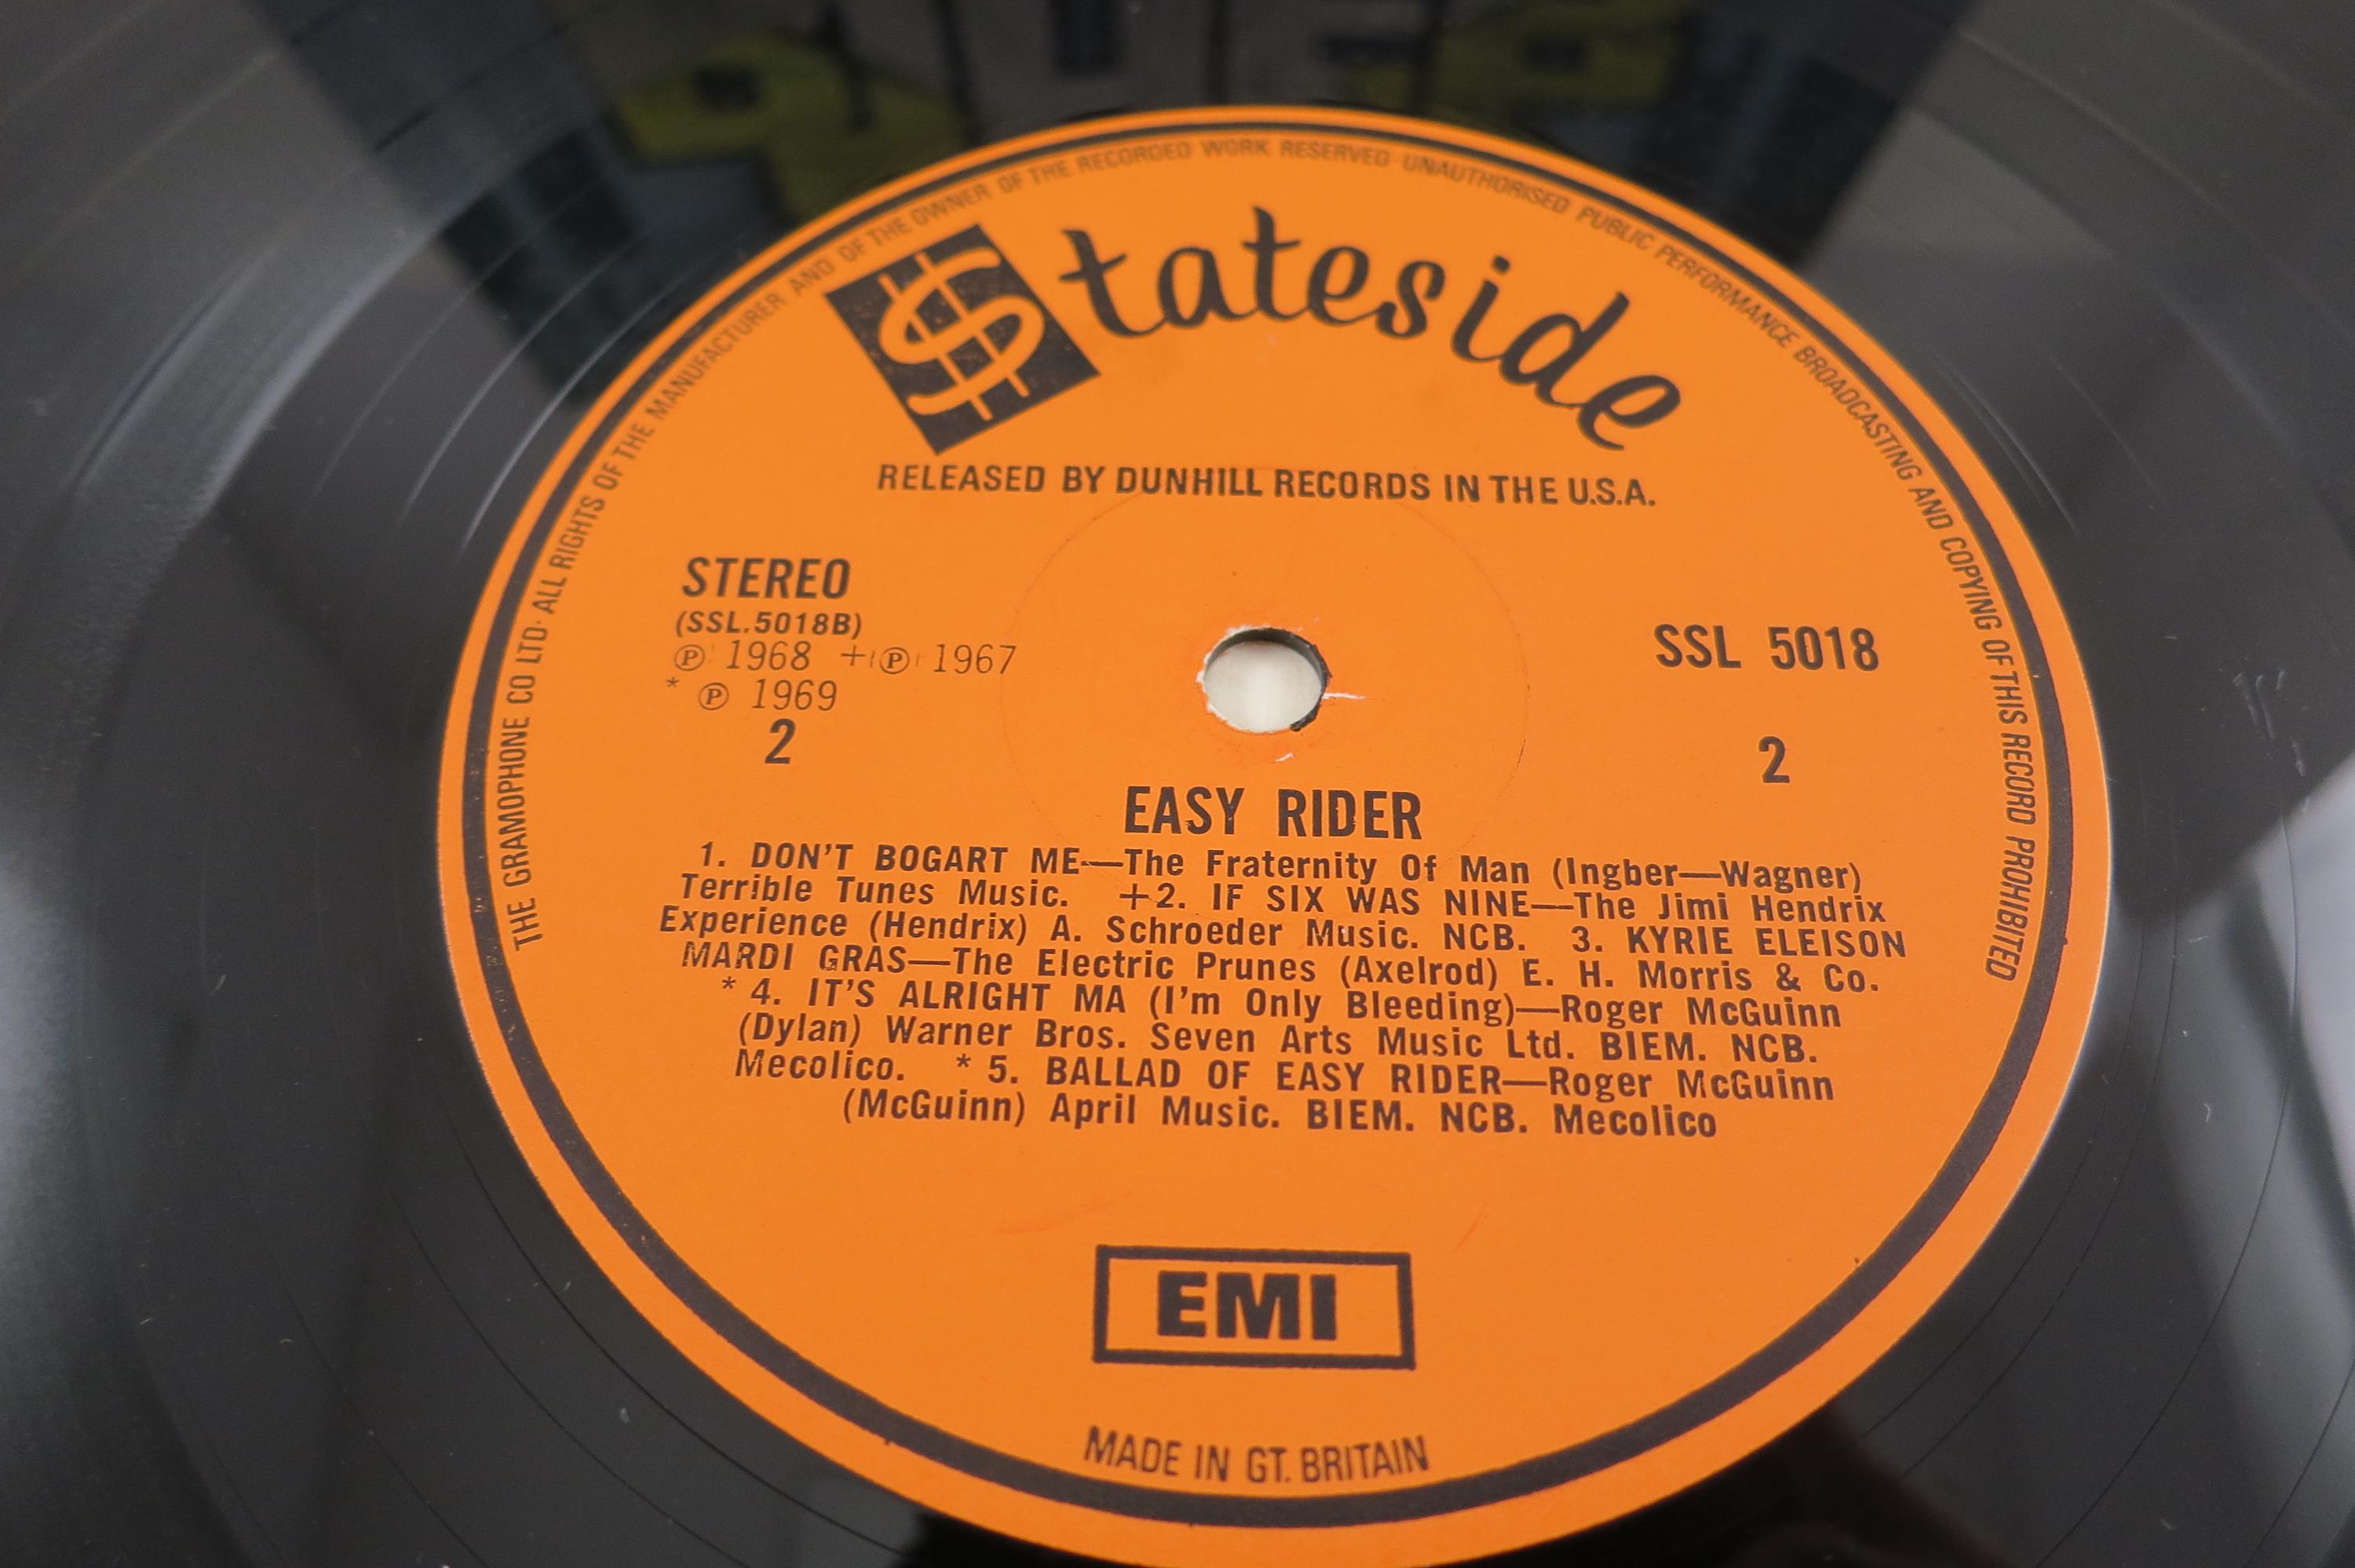 THE GRAMOPHONE CO LTD· ALL RIGHTS OF THE MANUFACTURER AND OF THE OWNER OF THE RECORDED WORK RESERVED UNAUTHORISED PUBLIC PERFORMANCE BROADCASTING AND COPYING OF THIS RECORD PROHIBITED
$tateside
RELEASED BY DUNHILL RECORDS IN THE U.S.A.
STEREO
(SSL.5018B)
Ⓟ 1968 + Ⓟ 1967
* Ⓟ 1969
2
SSL 5018
2
EASY RIDER
1. DON'T BOGART ME—The Fraternity Of Man (Ingber—Wagner)
Terrible Tunes Music. +2. IF SIX WAS NINE—The Jimi Hendrix
Experience (Hendrix) A. Schroeder Music. NCB. 3. KYRIE ELEISON
MARDI GRAS—The Electric Prunes (Axelrod) E. H. Morris & Co.
* 4. IT'S ALRIGHT MA (I'm Only Bleeding)—Roger McGuinn
(Dylan) Warner Bros. Seven Arts Music Ltd. BIEM. NCB.
Mecolico. * 5. BALLAD OF EASY RIDER—Roger McGuinn
(McGuinn) April Music. BIEM. NCB. Mecolico
EMI
MADE IN GT. BRITAIN